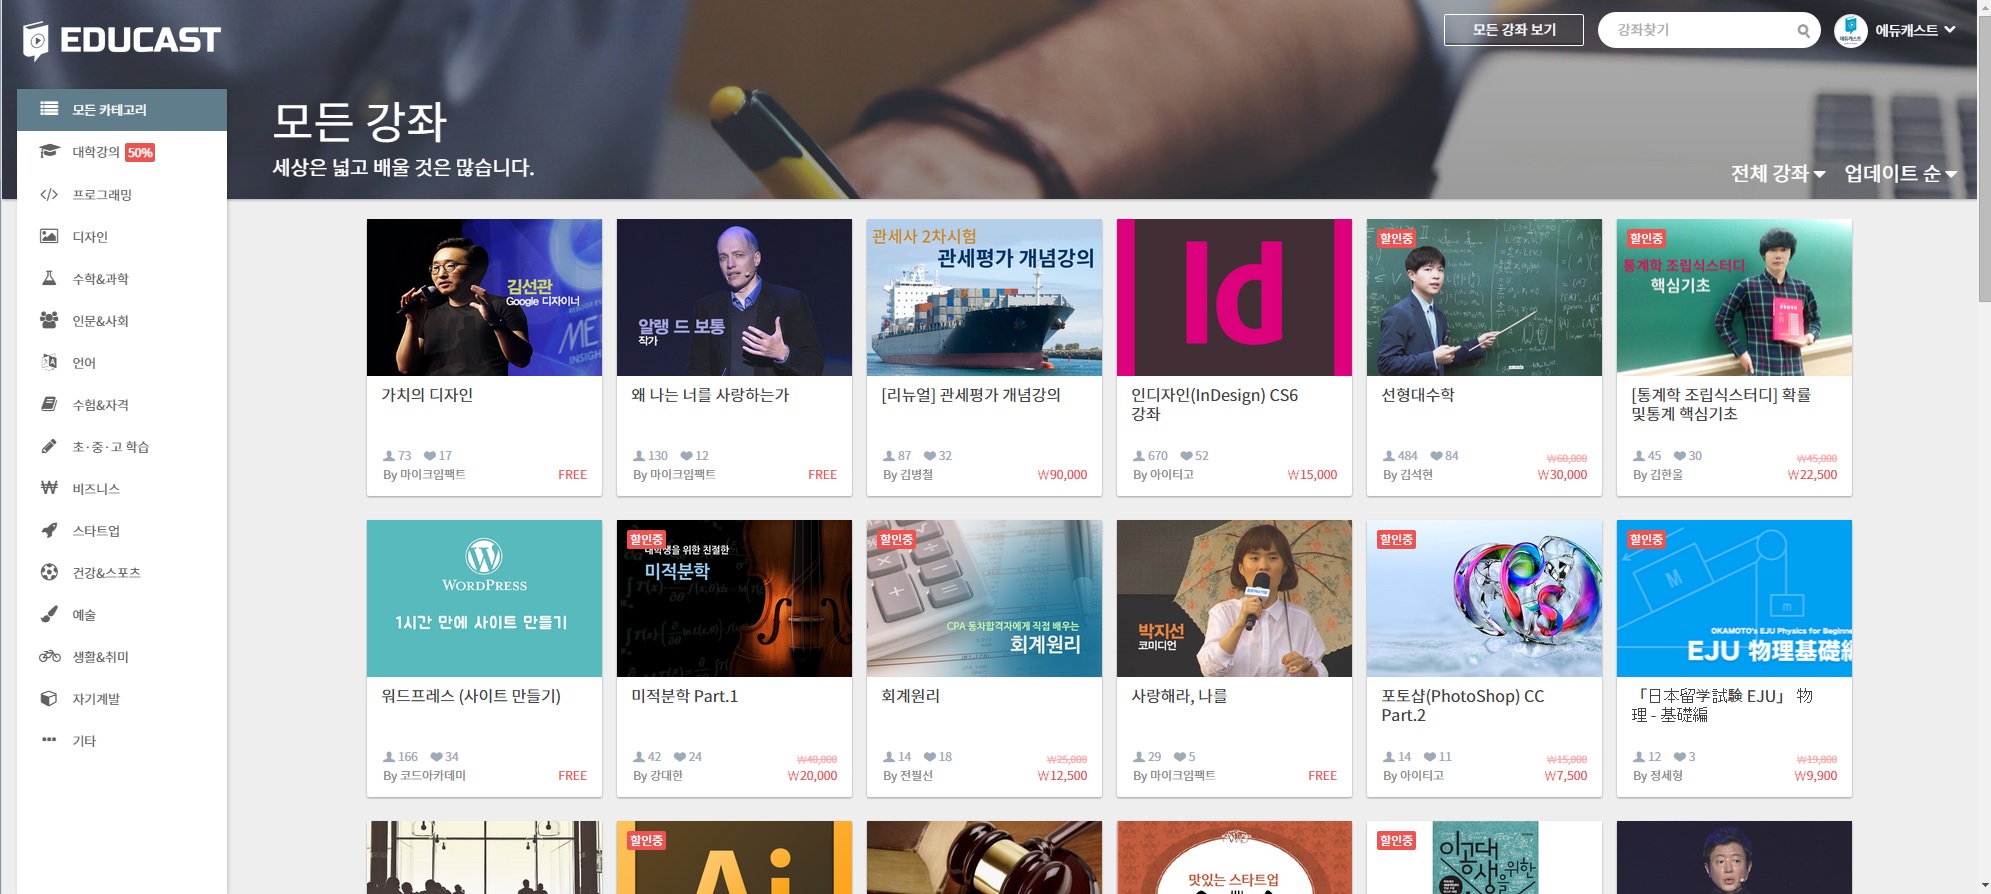 EDUCAST
모든 강좌 보기
강좌찾기
에듀캐스트
모든 카테고리
대학강의 50%
프로그래밍
디자인
수학&과학
인문&사회
언어
수험&자격
초·중·고 학습
비즈니스
스타트업
건강&스포츠
예술
생활&취미
자기계발
기타
모든 강좌
세상은 넓고 배울 것은 많습니다.
전체 강좌
업데이트 순
김선관
Google 디자이너
가치의 디자인
73 17
By 마이크임팩트
FREE
알랭 드 보통
작가
왜 나는 너를 사랑하는가
130 12
By 마이크임팩트
FREE
관세사 2차시험
관세평가 개념강의
[리뉴얼] 관세평가 개념강의
87 32
By 김병철
₩90,000
Id
인디자인(InDesign) CS6
강좌
670 52
By 아이티고
₩15,000
할인중
선형대수학
484 84
₩60,000
By 김석현
₩30,000
할인중
통계학 조립식스터디
핵심기초
[통계학 조립식스터디] 확률
및통계 핵심기초
45 30
₩45,000
By 김한울
₩22,500
WORDPRESS
1시간 만에 사이트 만들기
워드프레스 (사이트 만들기)
166 34
By 코드아카데미
FREE
할인중
대학생을 위한 친절한
미적분학
미적분학 Part.1
42 24
₩40,000
By 강대한
₩20,000
할인중
CPA 동차합격자에게 직접 배우는
회계원리
회계원리
14 18
₩25,000
By 전필선
₩12,500
박지선
코미디언
사랑해라, 나를
29 5
By 마이크임팩트
FREE
할인중
Ps
포토샵(PhotoShop) CC
Part.2
14 11
₩15,000
By 아이티고
₩7,500
할인중
M
m
OKAMOTO's EJU Physics for Beginne
EJU 物理基礎編
「日本留学試験 EJU」 物
理 - 基礎編
12 3
₩19,800
By 정세형
₩9,900
할인중
Ai
맛있는 스타트업
할인중
이공대
생을위한